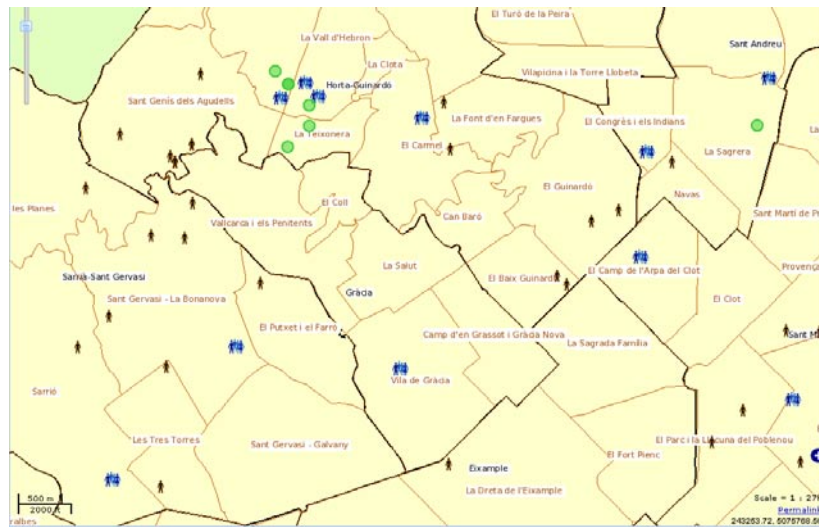 El Turò de la Peira
La Vall d'Hebron
Sant Andreu
La Clota
Vilapicina i la Torre Llobeta
Horta-Guinardó
Sant Genís dels Agudells
La Font d'en Fargues
El Congrès i els Indians
La Teixonera
El Carmel
La Sagrera
El Guinardó
Navas
El Coll
les Planes
Vallcarca i els Penitents
Can Baró
Sant Martí de Pr
La Salut
Provença
Sarrià-Sant Gervasi
El Baix Guinardó
El Camp de l'Arpa del Clot
Gràcia
Sant Gervasi - La Bonanova
El Clot
El Putxet i el Farró
Camp d'en Grassot i Gràcia Nova
Sant M
La Sagrada Família
Vila de Gràcia
Sarrió
Les Tres Torres
Sant Gervasi - Galvany
El Parc i la Llacuna del Poblenou
El Fort Pienc
Eixample
La Dreta de l'Eixample
500 m
2000
Scale = 1 : 27
ralbes
Permalink
243253.72, 5075768.5